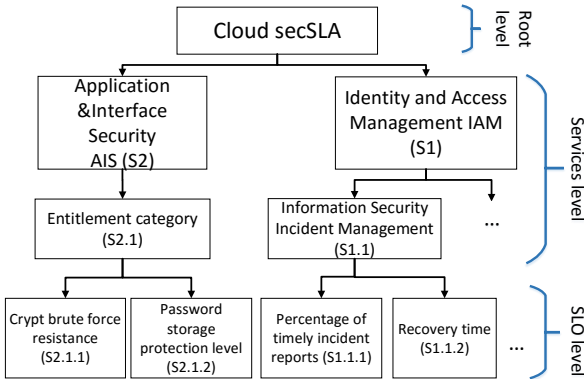 Cloud secSLA
Root
level
Application
&Interface
Security
AIS (S2)
Identity and Access
Management IAM
(S1)
Services level
Entitlement category
(S2.1)
Information Security
Incident Management
(S1.1)
...
Crypt brute force
resistance
(S2.1.1)
Password
storage
protection level
(S2.1.2)
Percentage of
timely incident
reports (S1.1.1)
Recovery time
(S1.1.2)
...
SLO level